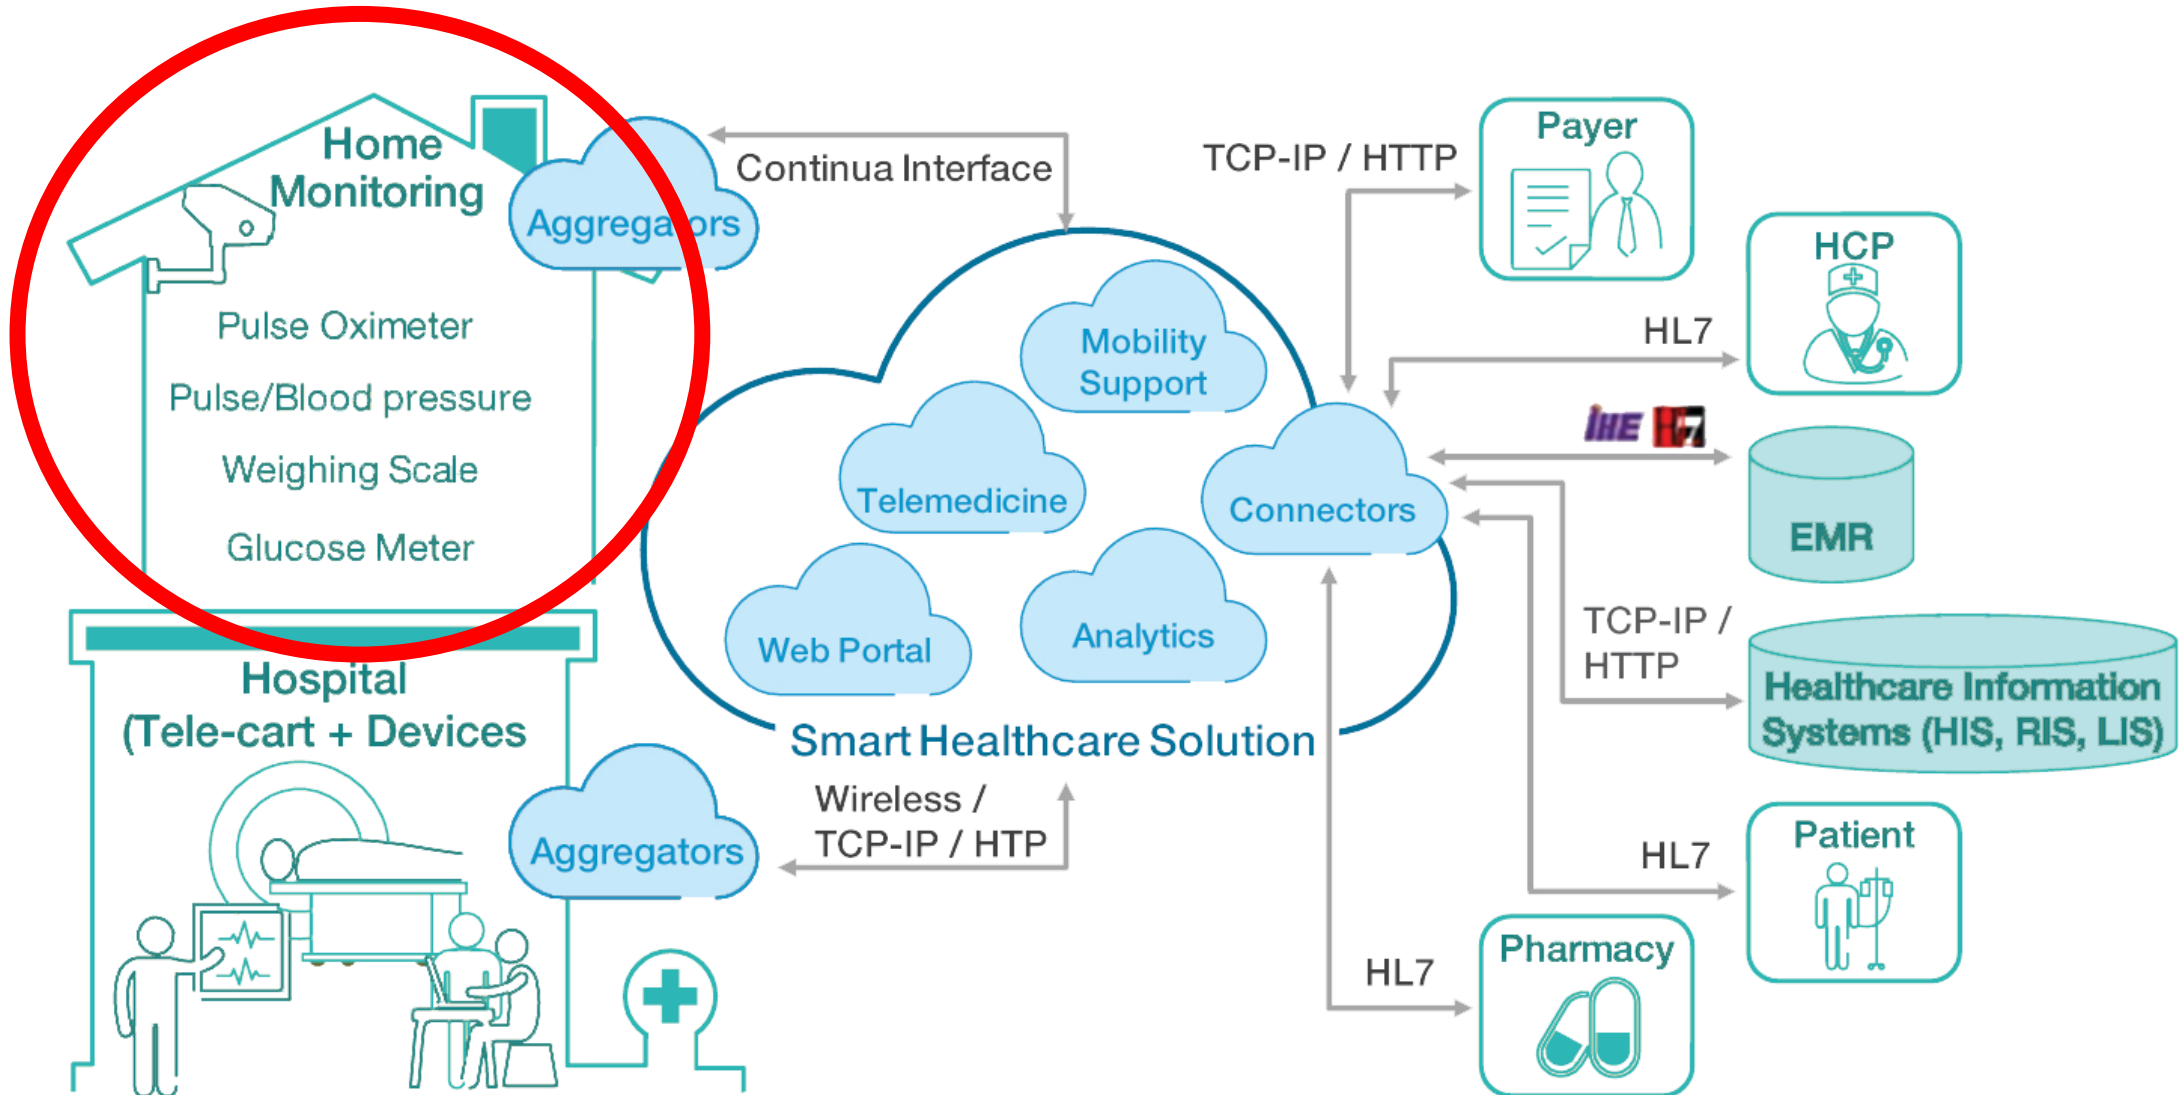 Home
Monitoring
Aggregators
Pulse Oximeter
Pulse/Blood pressure
Weighing Scale
Glucose Meter
Hospital
(Tele-cart + Devices
Aggregators
Continua Interface
Mobility
Support
Telemedicine
Connectors
Web Portal
Analytics
Smart Healthcare Solution
Wireless /
TCP-IP / HTP
TCP-IP / HTTP
Payer
HL7
HCP
IHE
EMR
TCP-IP /
HTTP
Healthcare Information
Systems (HIS, RIS, LIS)
HL7
Patient
HL7
Pharmacy